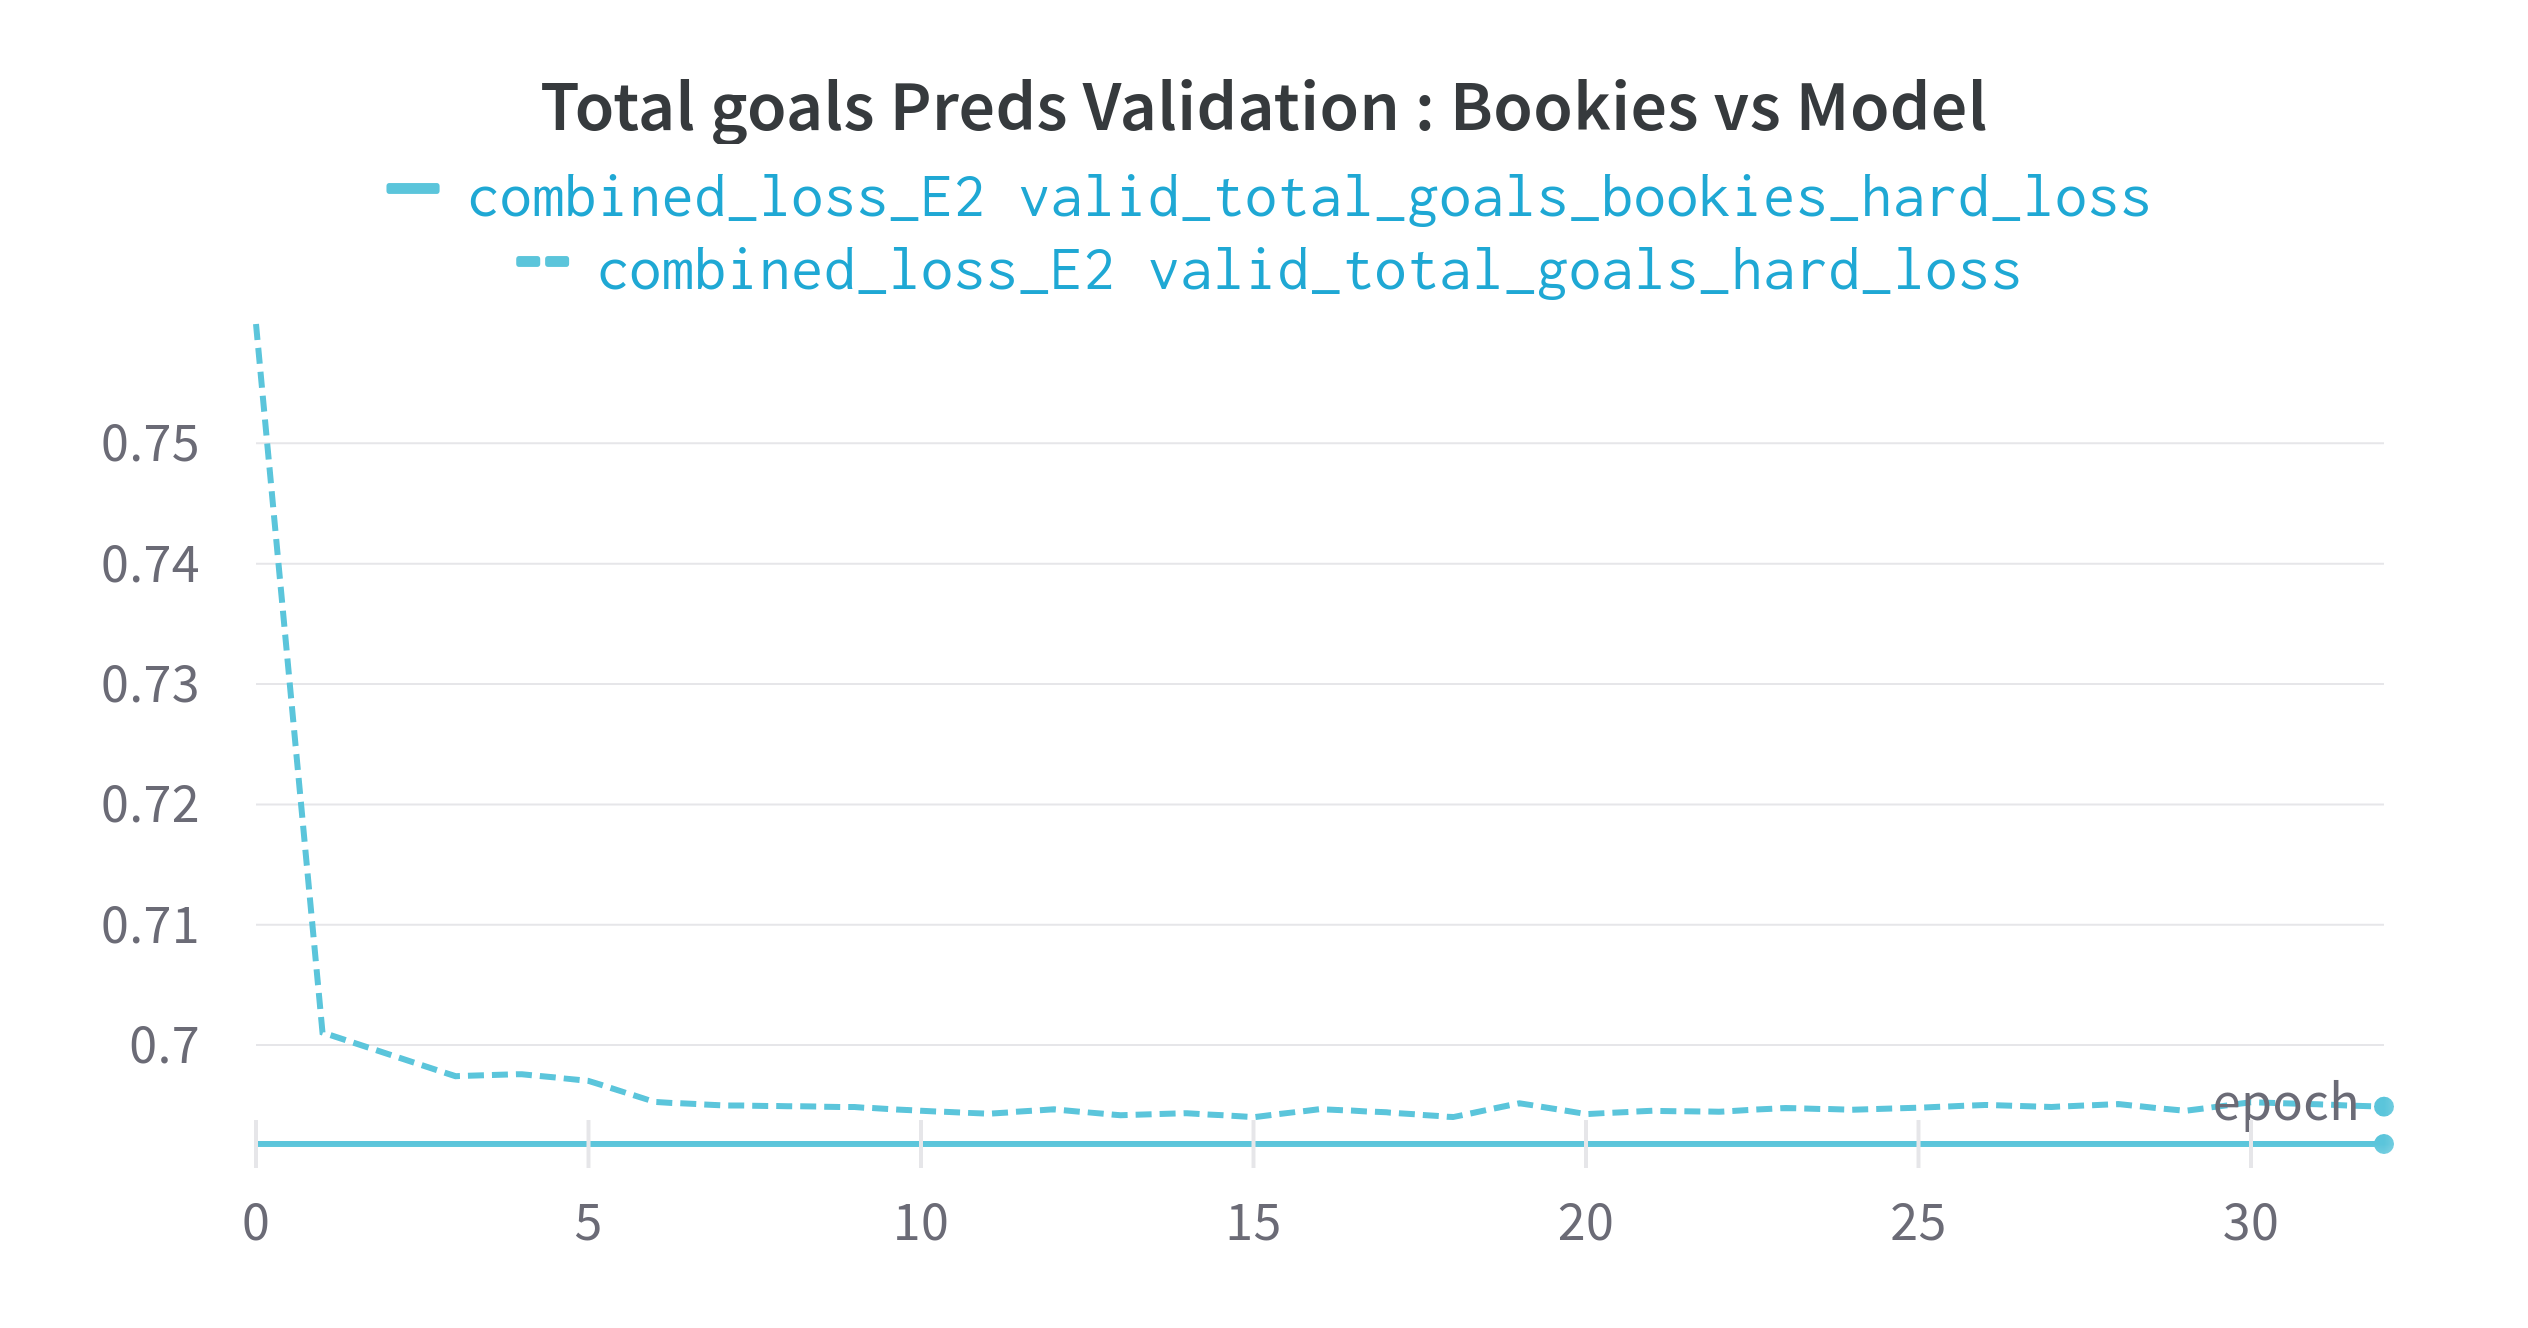 Total goals Preds Validation : Bookies vs Model
combined_loss_E2 valid_total_goals_bookies_hard_loss
combined_loss_E2 valid_total_goals_hard_loss
0.75
0.74
0.73
0.72
0.71
0.7
epoch
0 5 10 15 20 25 30